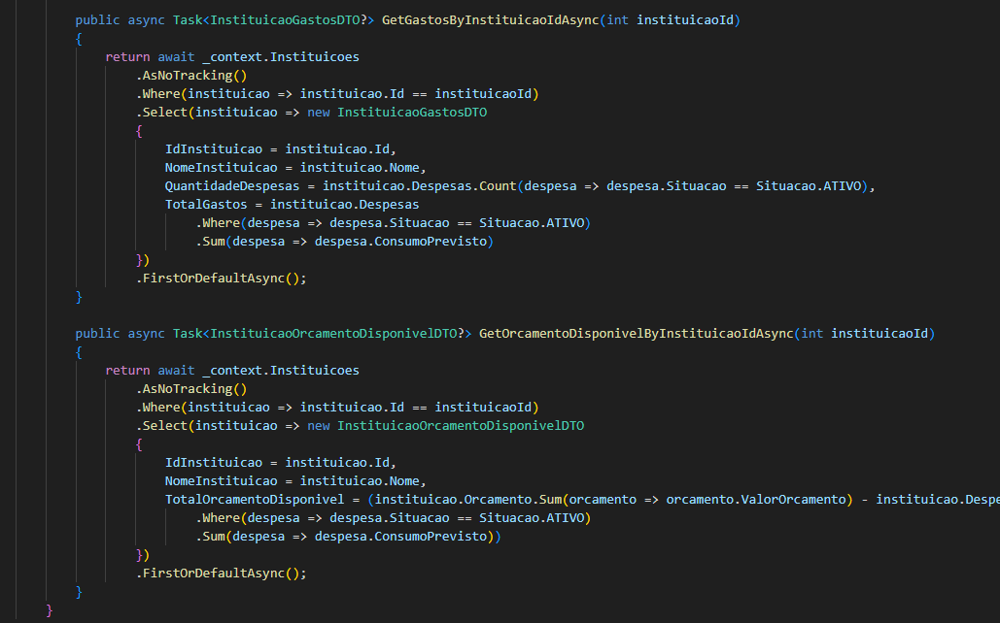 public async Task<InstituicaoGastosDTO?> GetGastosByInstituicaoIdAsync(int instituicaoId)
{
return await _context.Instituicoes
.AsNoTracking()
.Where(instituicao => instituicao.Id == instituicaoId)
.Select(instituicao => new InstituicaoGastosDTO
{
IdInstituicao = instituicao.Id,
NomeInstituicao = instituicao.Nome,
QuantidadeDespesas = instituicao.Despesas.Count(despesa => despesa.Situacao == Situacao.ATIVO),
TotalGastos = instituicao.Despesas
.Where(despesa => despesa.Situacao == Situacao.ATIVO)
.Sum(despesa => despesa.ConsumoPrevisto)
})
.FirstOrDefaultAsync();
}
public async Task<InstituicaoOrcamentoDisponivelDTO?> GetOrcamentoDisponivelByInstituicaoIdAsync(int instituicaoId)
{
return await _context.Instituicoes
.AsNoTracking()
.Where(instituicao => instituicao.Id == instituicaoId)
.Select(instituicao => new InstituicaoOrcamentoDisponivelDTO
{
IdInstituicao = instituicao.Id,
NomeInstituicao = instituicao.Nome,
TotalOrcamentoDisponivel = (instituicao.Orcamento.Sum(orcamento => orcamento.ValorOrcamento) - instituicao.Despe
.Where(despesa => despesa.Situacao == Situacao.ATIVO)
.Sum(despesa => despesa.ConsumoPrevisto))
})
.FirstOrDefaultAsync();
}
}